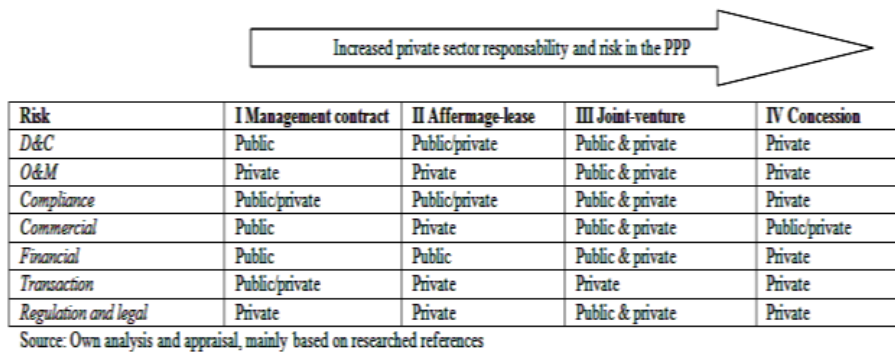 Increased private sector responsability and risk in the PPP
Risk I Management contract II Affermage-lease III Joint-venture IV Concession
D&C Public Public/private Public & private Private
O&M Private Private Public & private Private
Compliance Public/private Public/private Public & private Private
Commercial Public Private Public & private Public/private
Financial Public Public Public & private Private
Transaction Public/private Private Private Private
Regulation and legal Private Private Public & private Private
Source: Own analysis and appraisal, mainly based on researched references